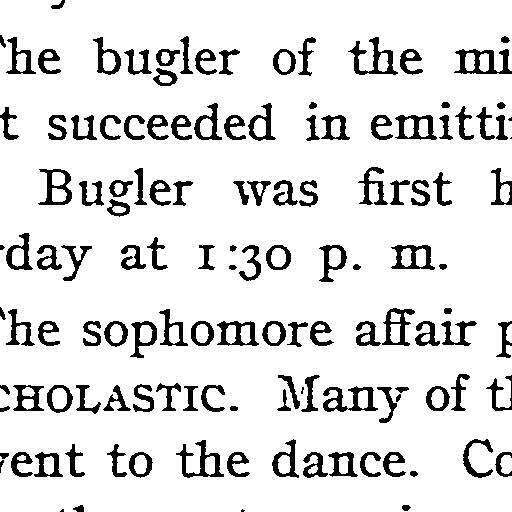 The bugler of the mi
t succeeded in emitti
Bugler was first h
rday at 1:30 p. m.
The sophomore affair p
CHOLASTIC. Many of th
went to the dance. Co